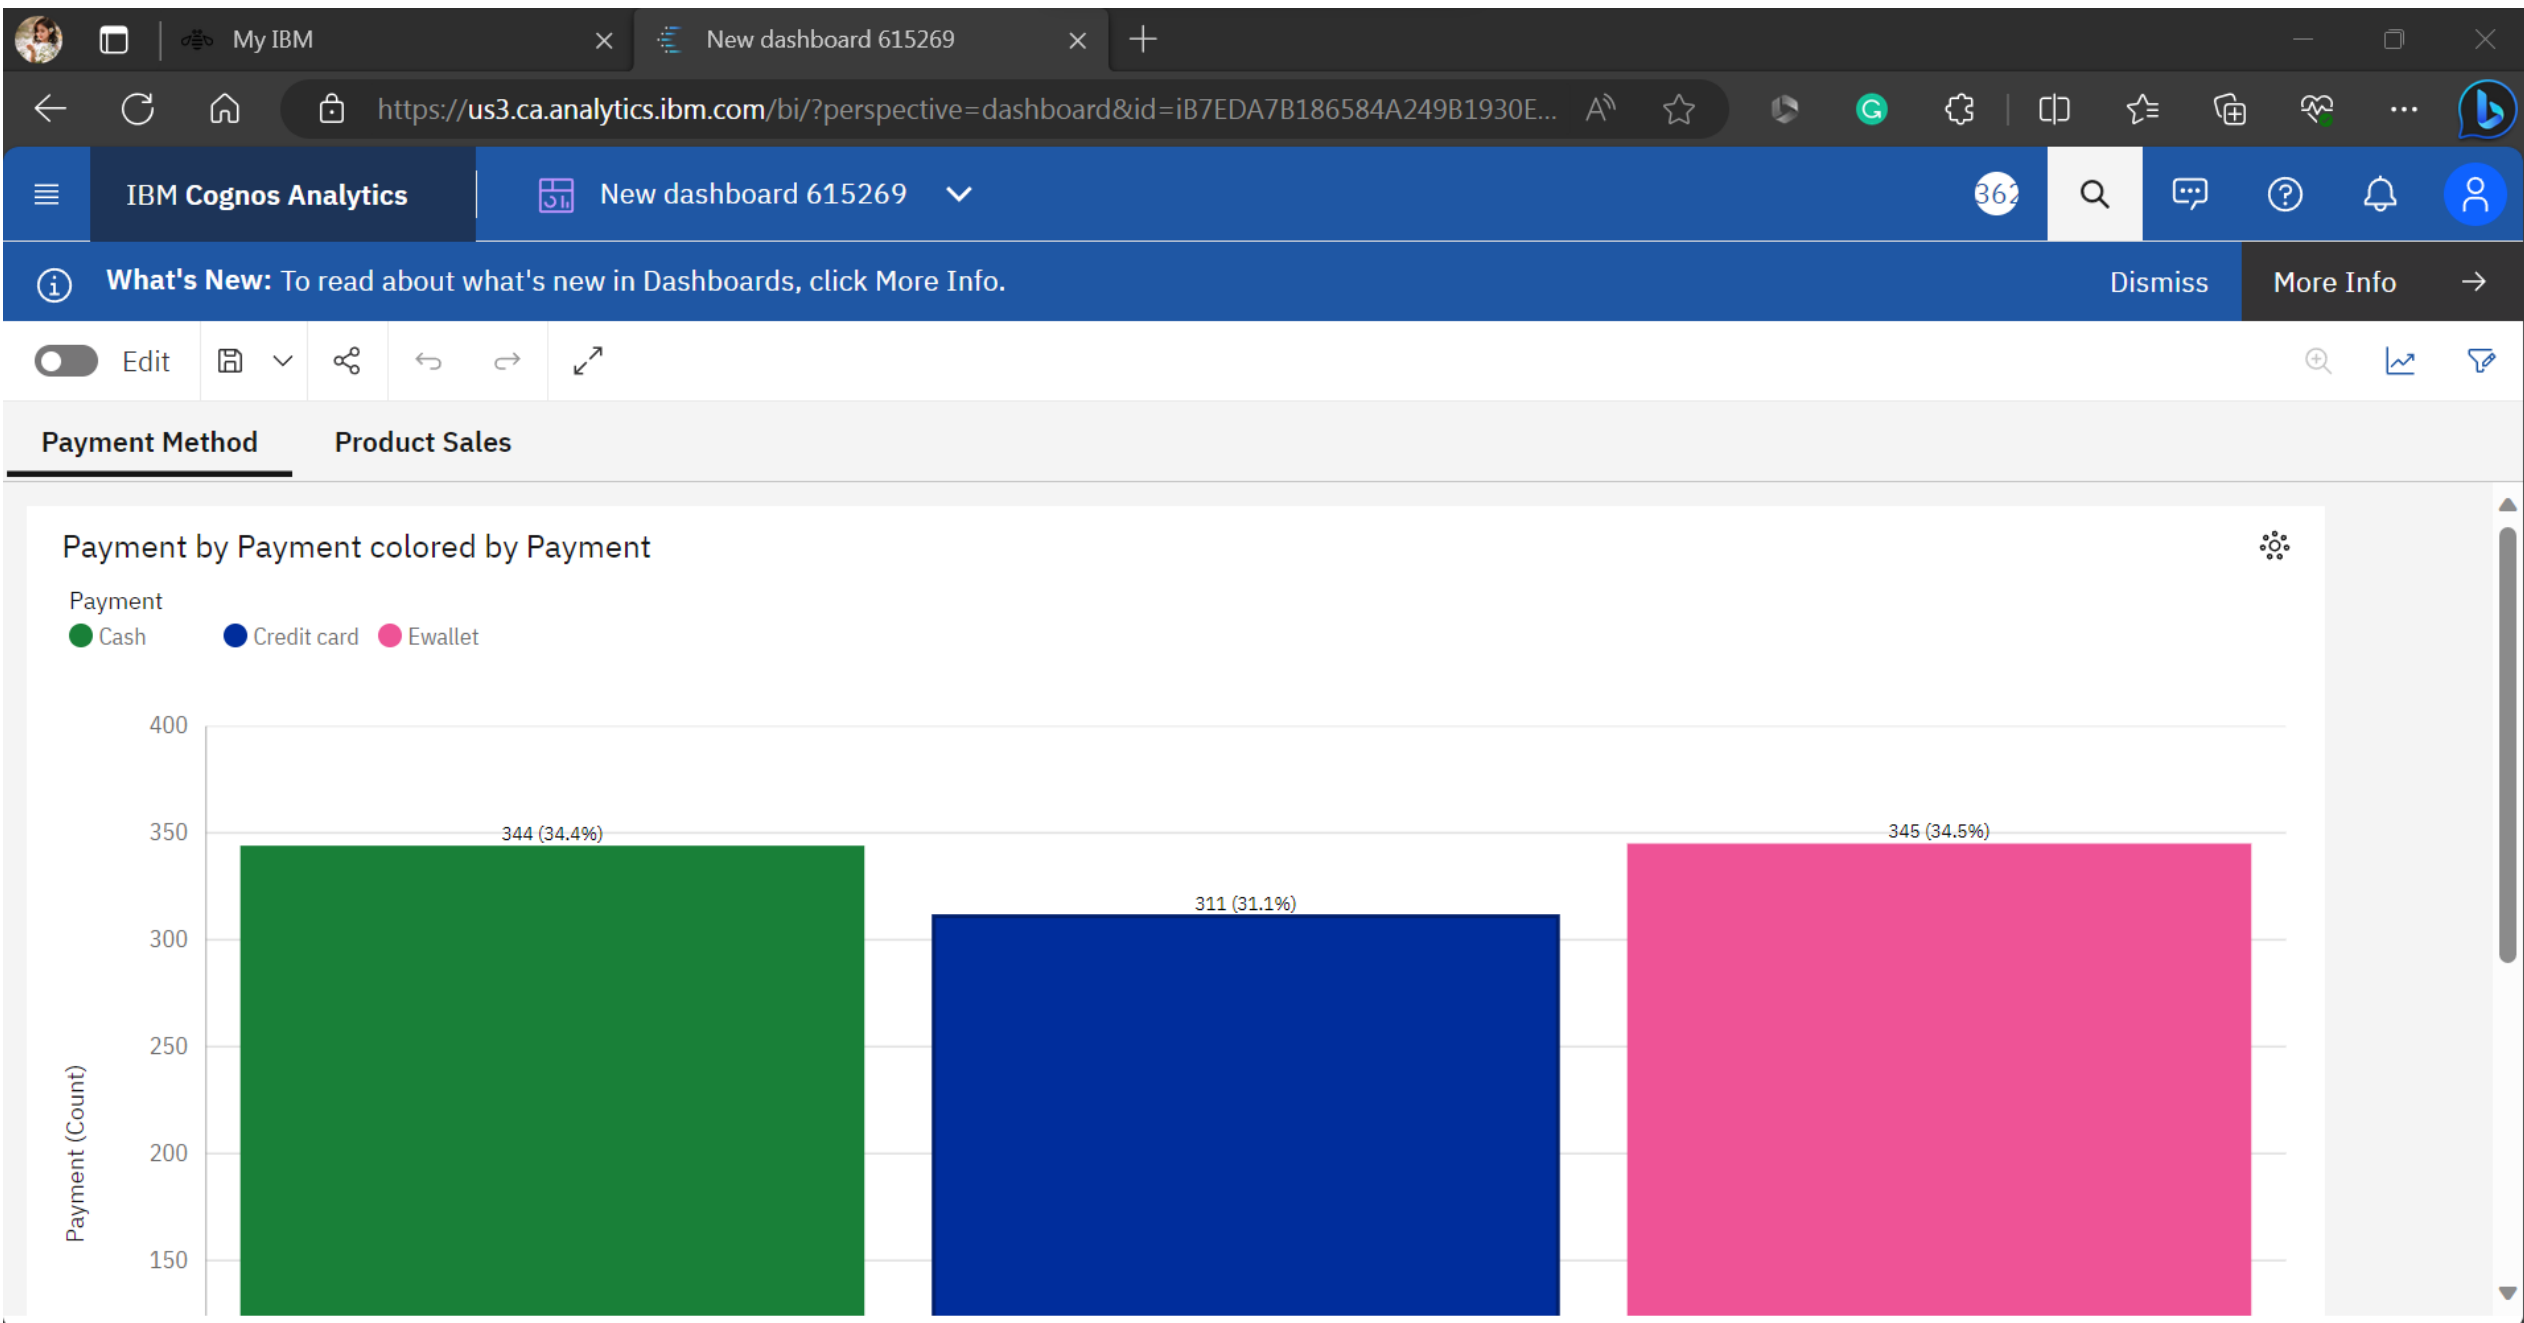 My IBM
New dashboard 615269
https://us3.ca.analytics.ibm.com/bi/?perspective=dashboard&id=iB7EDA7B186584A249B1930E...
IBM Cognos Analytics
New dashboard 615269
362
What's New: To read about what's new in Dashboards, click More Info.
Dismiss
More Info
Edit
Payment Method
Product Sales
Payment by Payment colored by Payment
Payment
Cash
Credit card
Ewallet
400
350
300
250
200
150
Payment (Count)
344 (34.4%)
311 (31.1%)
345 (34.5%)